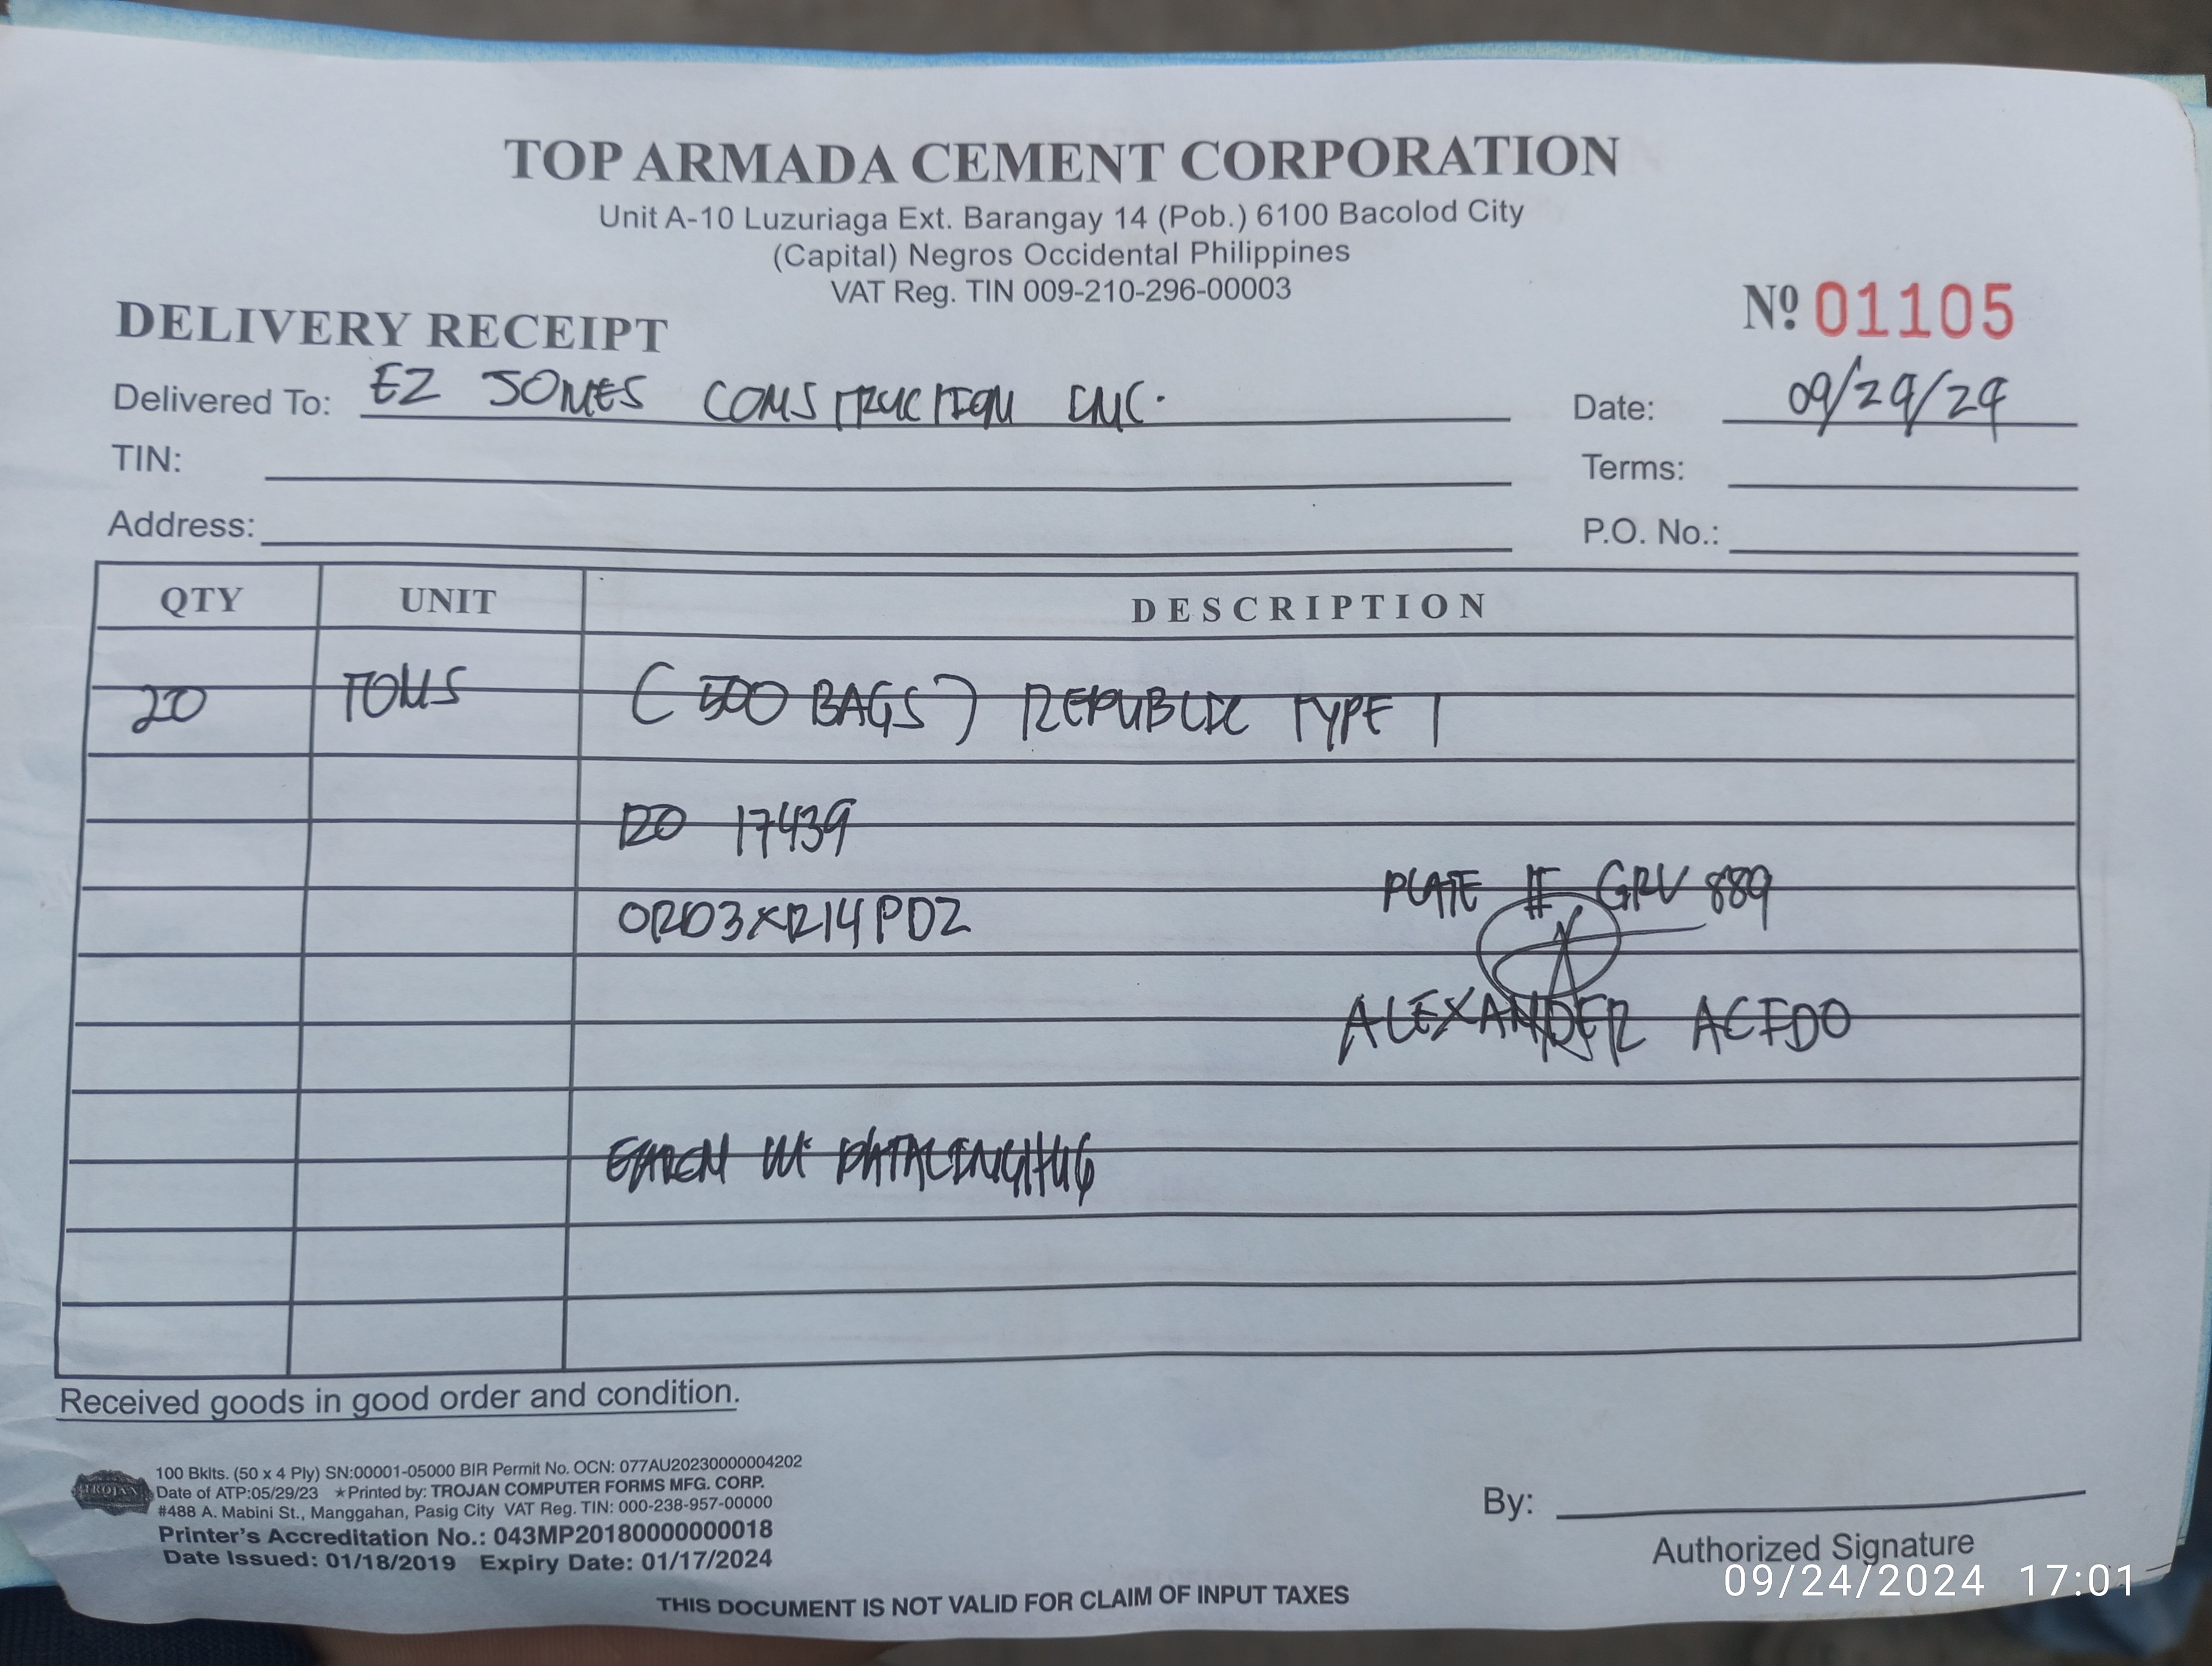 TOP ARMADA CEMENT CORPORATION
Unit A-10 Luzuriaga Ext. Barangay 14 (Pob.) 6100 Bacolod City
(Capital) Negros Occidental Philippines
VAT Reg. TIN 009-210-296-00003
DELIVERY RECEIPT
Nº 01105
Delivered To: EZ JONES CONSTRUCTION INC.
Date: 09/24/24
TIN:
Terms:
Address:
P.O. No.:
QTY UNIT DESCRIPTION
20 TONS (500 BAGS) REPUBLIC TYPE 1
17439
PLATE # GRV 889
ORD3XR14PDZ
ALEXANDER ACEDO
Received goods in good order and condition.
TROJAN
100 Bklts. (50 x 4 Ply) SN:00001-05000 BIR Permit No. OCN: 077AU20230000004202
Date of ATP:05/29/23 ★Printed by: TROJAN COMPUTER FORMS MFG. CORP.
#488 A. Mabini St., Manggahan, Pasig City VAT Reg. TIN: 000-238-957-00000
Printer's Accreditation No.: 043MP20180000000018
Date Issued: 01/18/2019 Expiry Date: 01/17/2024
By:
Authorized Signature
THIS DOCUMENT IS NOT VALID FOR CLAIM OF INPUT TAXES
09/24/2024 17:01